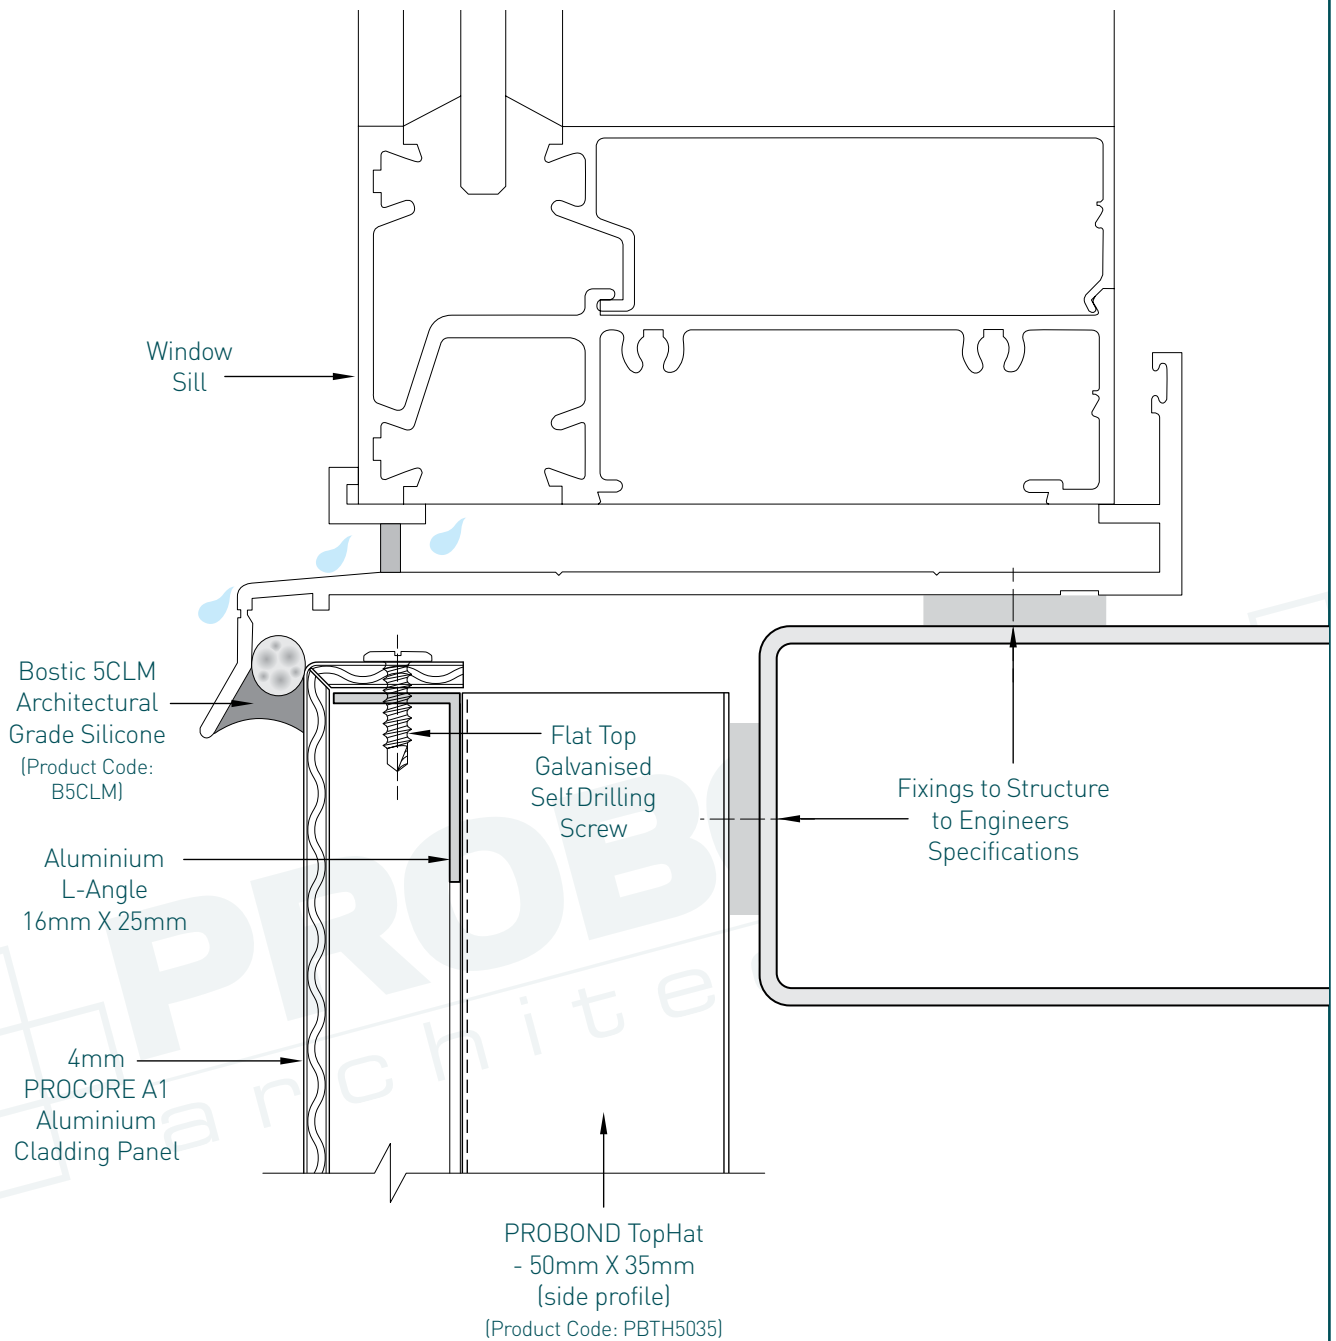 Window
Sill
Bostic 5CLM
Architectural
Grade Silicone
(Product Code:
B5CLM)
Flat Top
Galvanised
Self Drilling
Screw
Fixings to Structure
to Engineers
Specifications
Aluminium
L-Angle
16mm X 25mm
PROBO
archite
4mm
PROCORE A1
Aluminium
Cladding Panel
PROBOND TopHat
- 50mm X 35mm
(side profile)
(Product Code: PBTH5035)